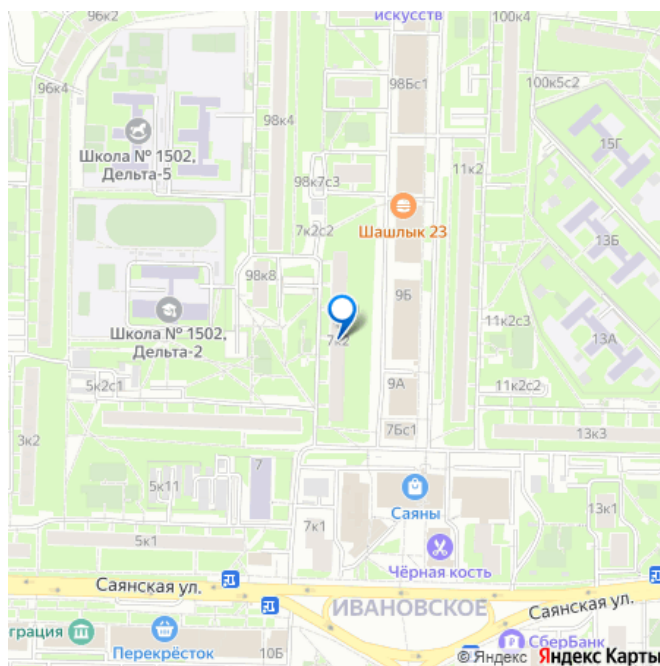 96к2
искусств
100к4
96к4
98к4
98Бс1
100к5с2
Школа № 1502,
Дельта-5
15Г
98к7с3
11к2
7к2с2
Шашлык 23
13Б
98к8
9Б
Школа № 1502,
Дельта-2
7к2
11к2с3
13А
5к2с1
9А
11к2с2
3к2
7Бс1
13к3
7
5к11
Саяны
13к1
7к1
5к1
Чёрная кость
Саянская ул.
ИВАНОВСКОЕ
Саянская ул.
грация
Перекрёсток
10Б
СберБанк
© Яндекс Яндекс Карты